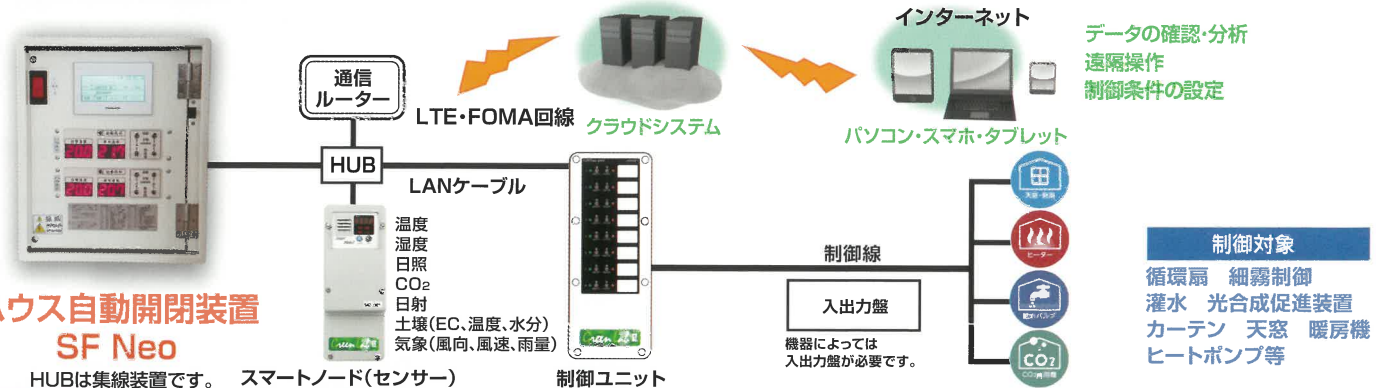 インターネット
データの確認・分析
遠隔操作
制御条件の設定
通信
ルーター
LTE・FOMA回線
クラウドシステム
パソコン・スマホ・タブレット
HUB
LANケーブル
温度
湿度
日照
CO2
日射
土壌(EC、温度、水分)
気象(風向、風速、雨量)
制御線
入出力盤
機器によっては
入出力盤が必要です。
ヒーター
CO2
制御対象
循環扇 細霧制御
灌水 光合成促進装置
カーテン 天窓 暖房機
ヒートポンプ等
ハウス自動開閉装置
SF Neo
HUBは集線装置です。
スマートノード(センサー)
制御ユニット